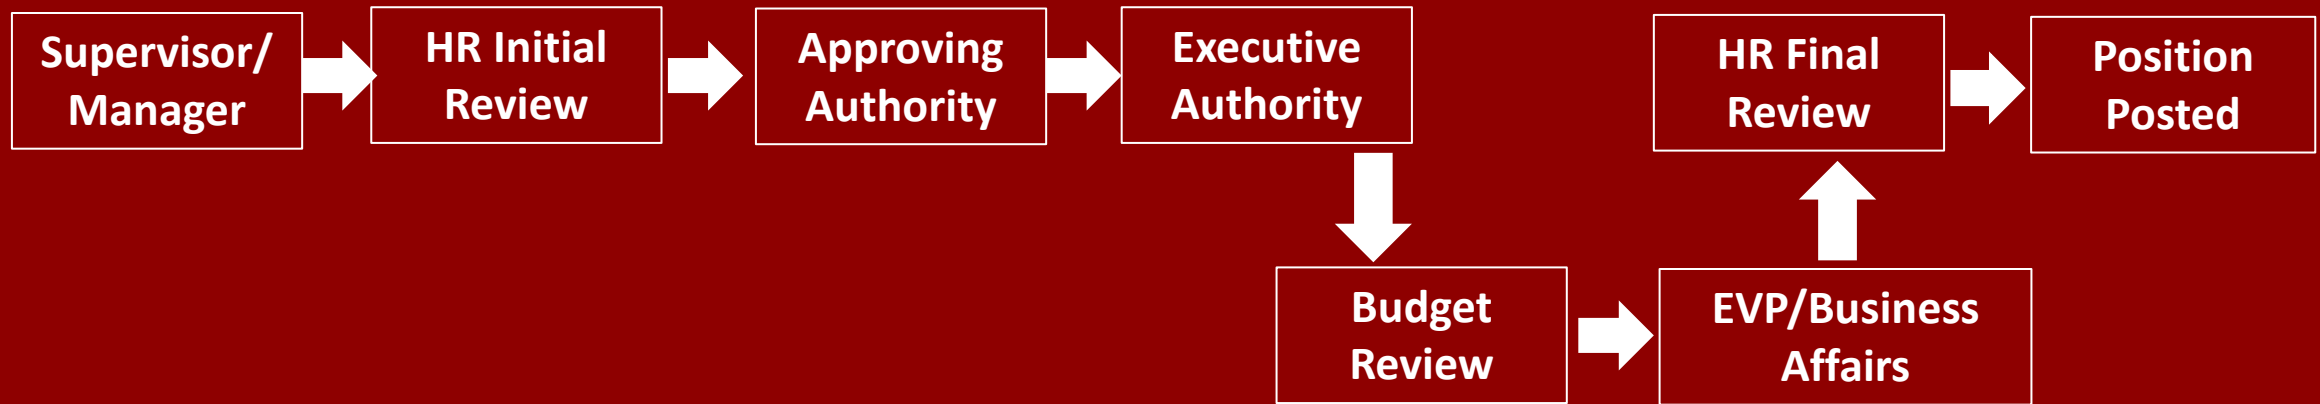 Supervisor/
Manager
HR Initial
Review
Approving
Authority
Executive
Authority
Budget
Review
EVP/Business
Affairs
HR Final
Review
Position
Posted